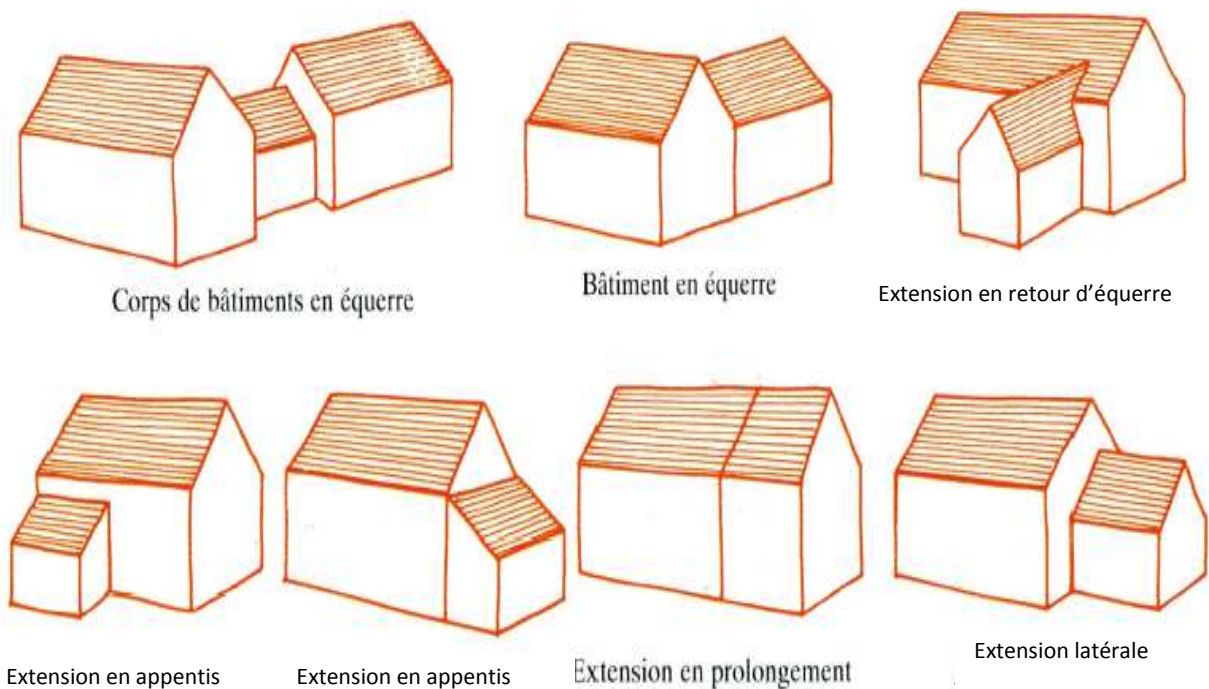 Corps de bâtiments en équerre
Bâtiment en équerre
Extension en retour d'équerre
Extension en appentis
Extension en appentis
Extension en prolongement
Extension latérale